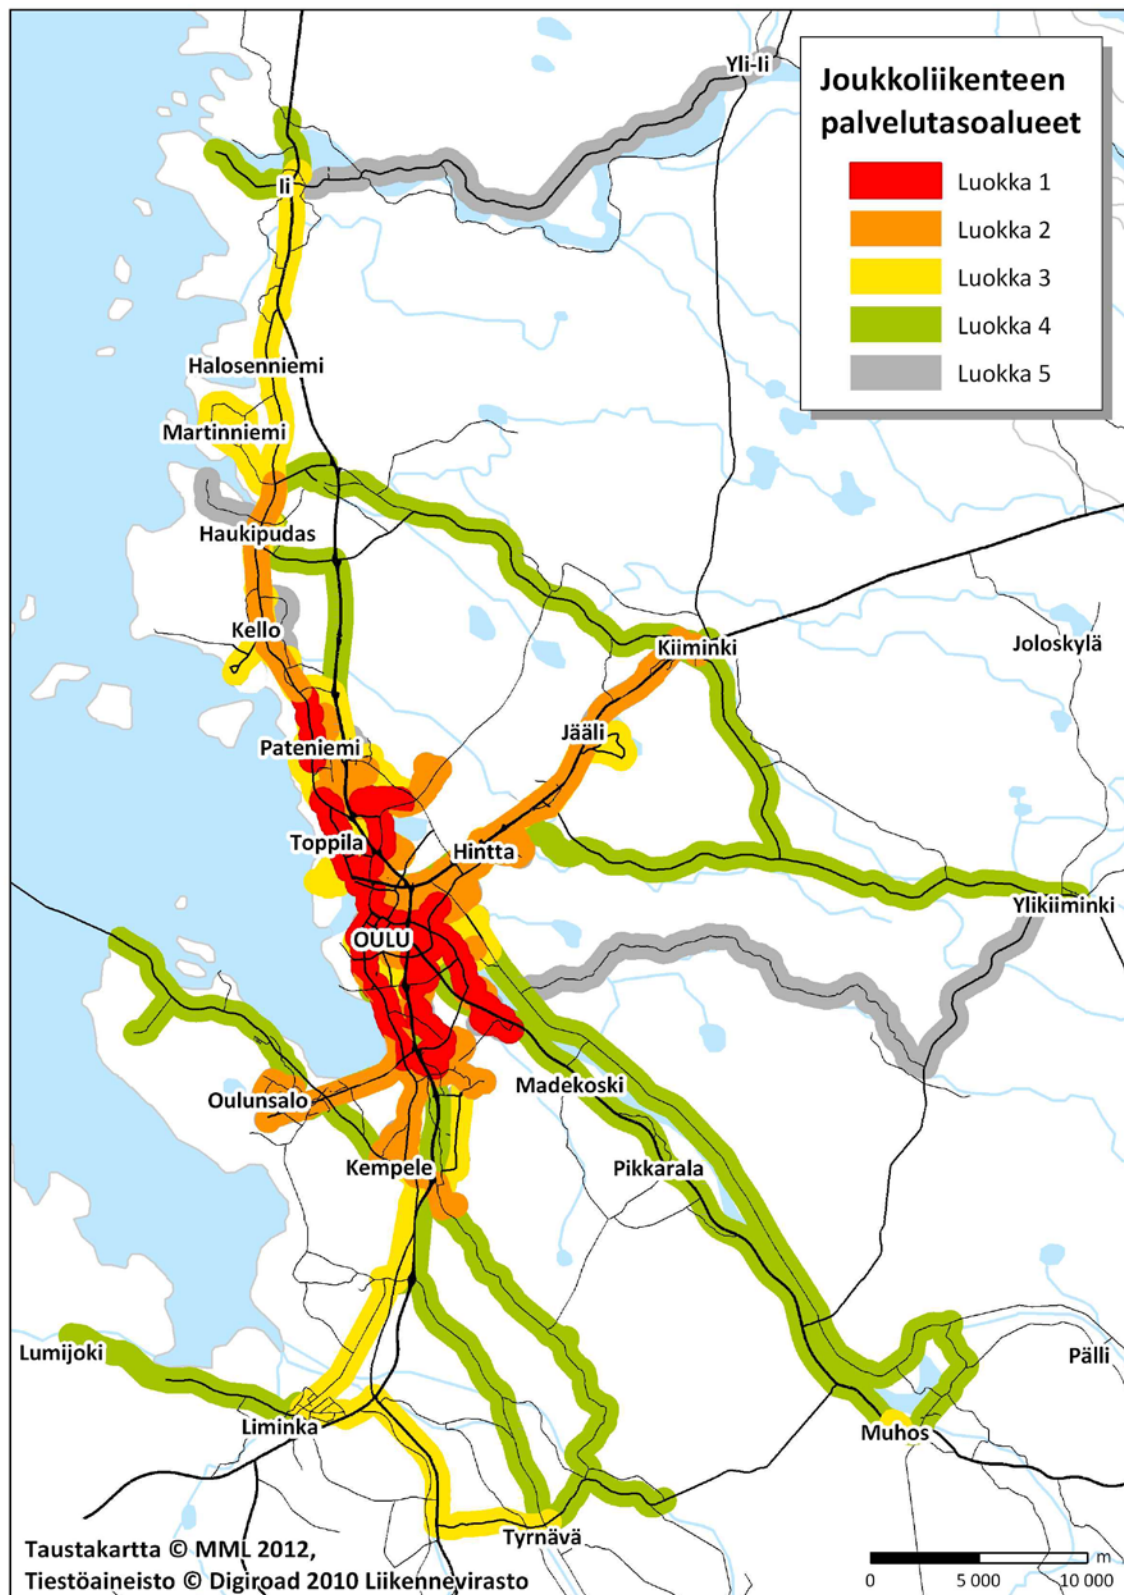 Yli-Ii
Joukkoliikenteen
palvelutasoalueet
Luokka 1
Luokka 2
Luokka 3
Luokka 4
Luokka 5
Ii
Halosenniemi
Martinniemi
Haukipudas
Kello
Kiiminki
Joloskylä
Jääli
Pateniemi
Toppila
Hintta
Ylikiiminki
OULU
Madekoski
Oulunsalo
Kempele
Pikkarala
Lumijoki
Pälli
Liminka
Muhos
Tyrnävä
Taustakartta © MML 2012,
Tiestöaineisto © Digiroad 2010 Liikennevirasto
m
0 5 000 10 000